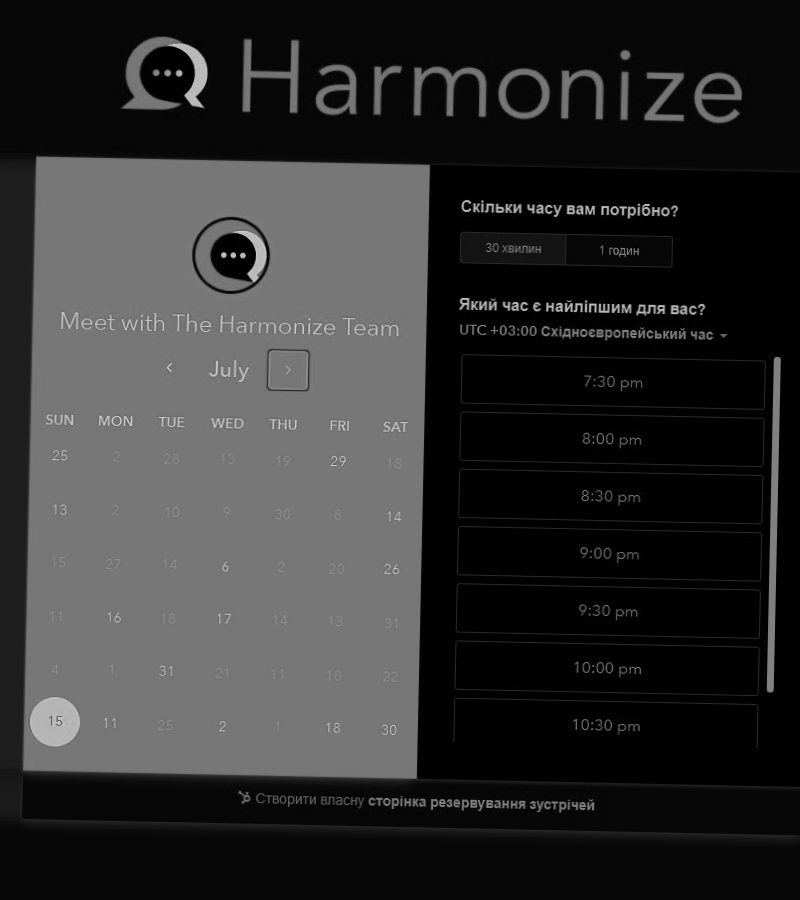 Harmonize
Meet with The Harmonize Team
July
SUN MON TUE WED THU FRI SAT
25 2 28 13 19 29 18
13 2 10 9 30 8 14
15 27 14 6 2 20 26
11 16 18 17 14 13 31
4 1 31 21 11 18 22
15 11 25 2 1 18 30
Скільки часу вам потрібно?
30 хвилин 1 годин
Який час є найліпшим для вас?
UTC +03:00 Східноєвропейський час
7:30 pm
8:00 pm
8:30 pm
9:00 pm
9:30 pm
10:00 pm
10:30 pm
Створити власну сторінка резервування зустрічей